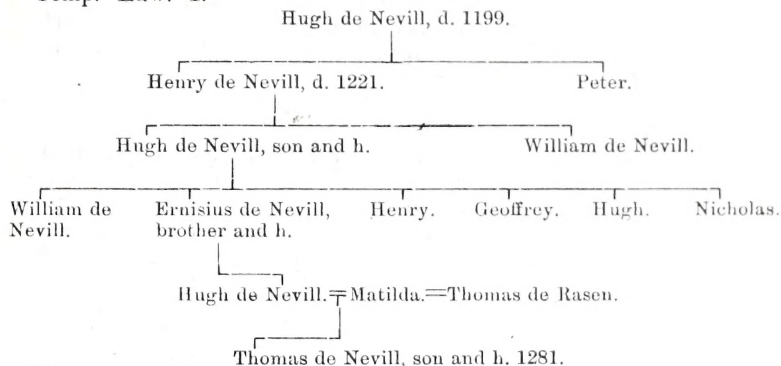 Hugh de Nevill, d. 1199.
Henry de Nevill, d. 1221. Peter.
Hugh de Nevill, son and h. William de Nevill.
William de Nevill. Ernisius de Nevill, brother and h. Henry. Geoffrey. Hugh. Nicholas.
Hugh de Nevill. Matilda. Thomas de Rasen.
Thomas de Nevill, son and h. 1281.